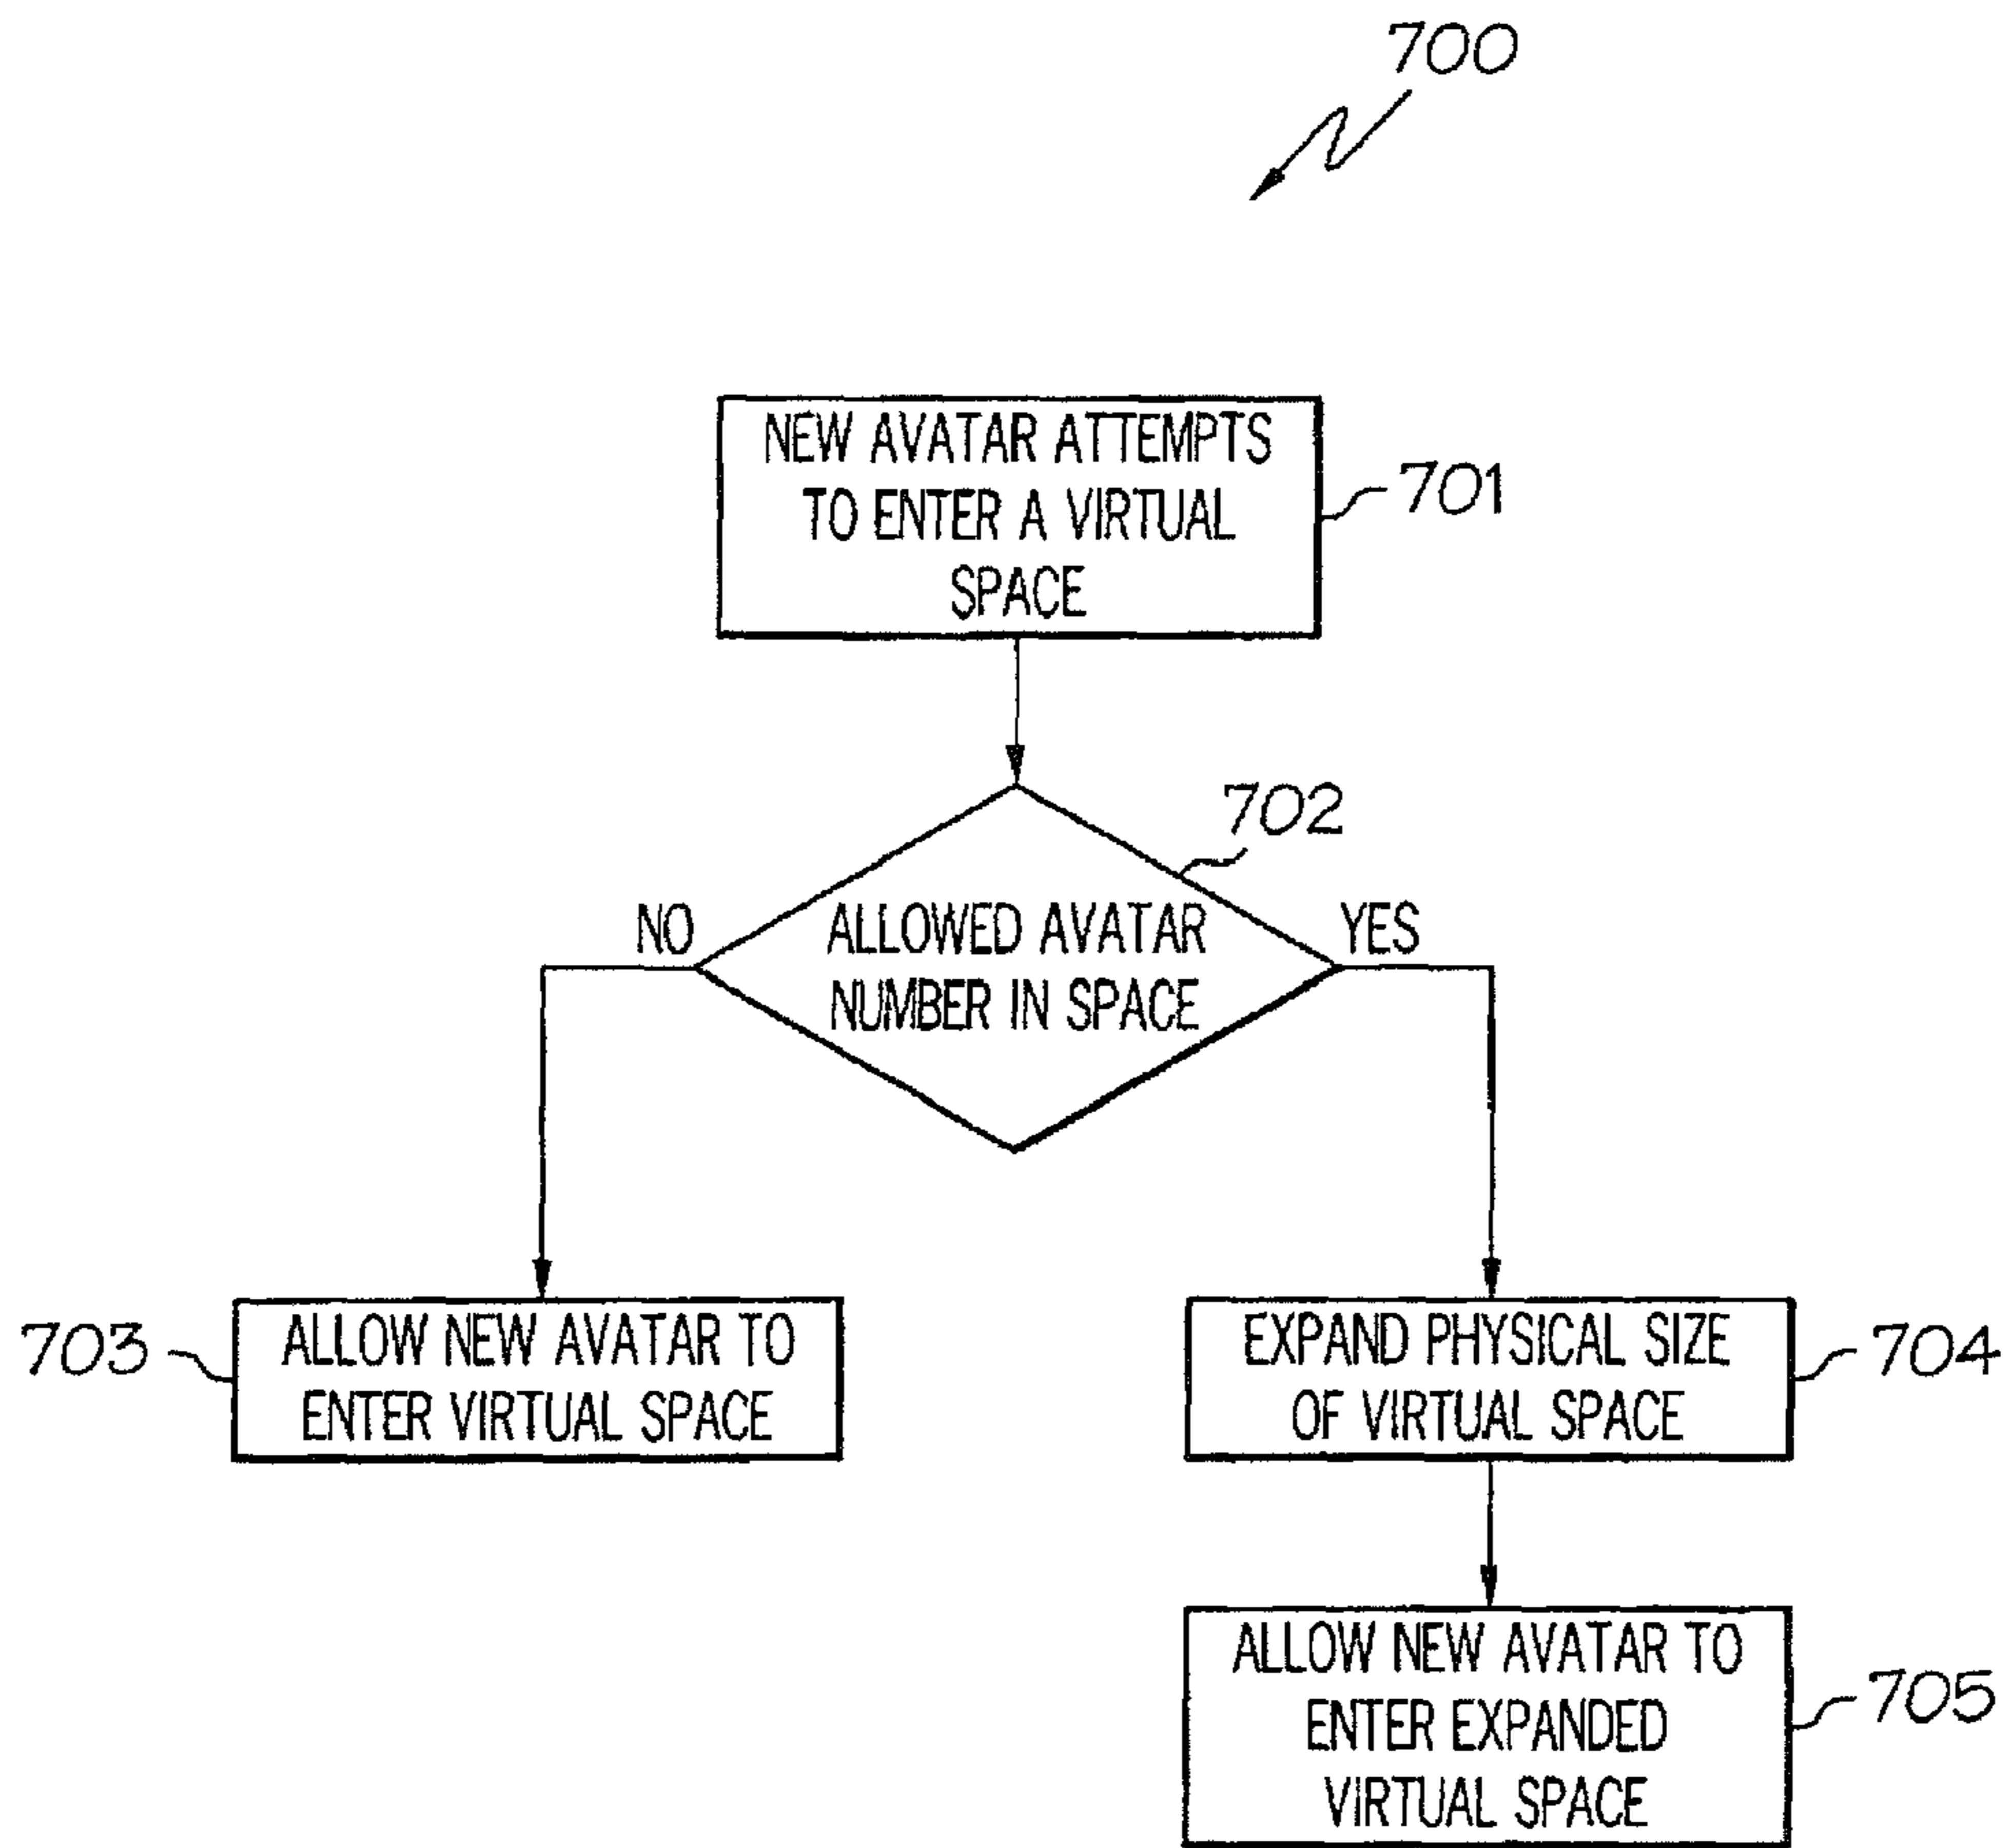 700
NEW AVATAR ATTEMPTS
TO ENTER A VIRTUAL
SPACE
701
702
NO
ALLOWED AVATAR
NUMBER IN SPACE
YES
703
ALLOW NEW AVATAR TO
ENTER VIRTUAL SPACE
EXPAND PHYSICAL SIZE
OF VIRTUAL SPACE
704
ALLOW NEW AVATAR TO
ENTER EXPANDED
VIRTUAL SPACE
705